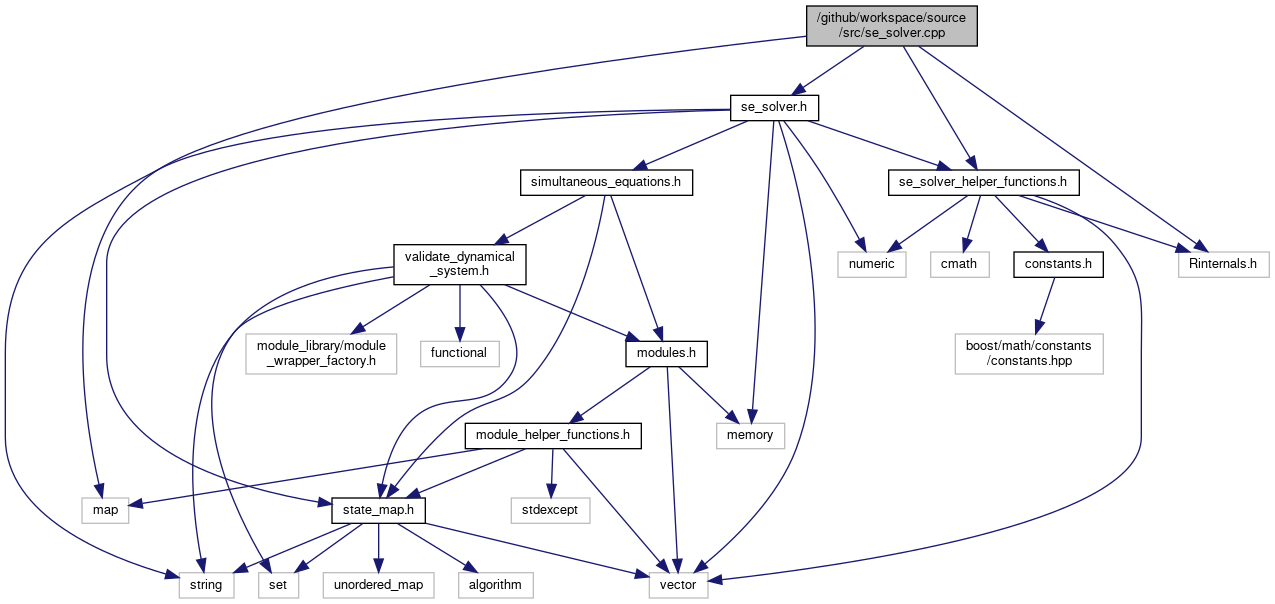 /github/workspace/source
/src/se_solver.cpp
se_solver.h
simultaneous_equations.h
se_solver_helper_functions.h
validate_dynamical
_system.h
numeric
cmath
constants.h
Rinternals.h
module_library/module
_wrapper_factory.h
functional
modules.h
boost/math/constants
/constants.hpp
module_helper_functions.h
memory
map
state_map.h
stdexcept
string
set
unordered_map
algorithm
vector